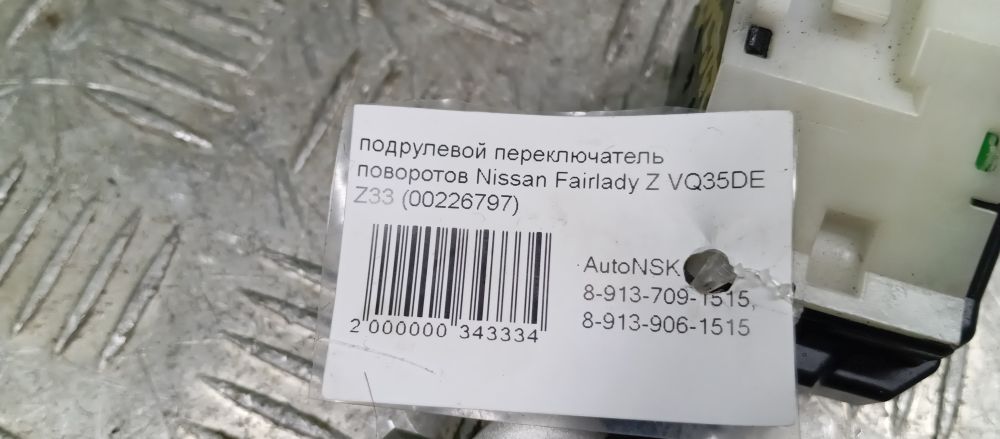 подрулевой переключатель
поворотов Nissan Fairlady Z VQ35DE
Z33 (00226797)
2 000000 343334
AutoNSK
8-913-709-1515,
8-913-906-1515